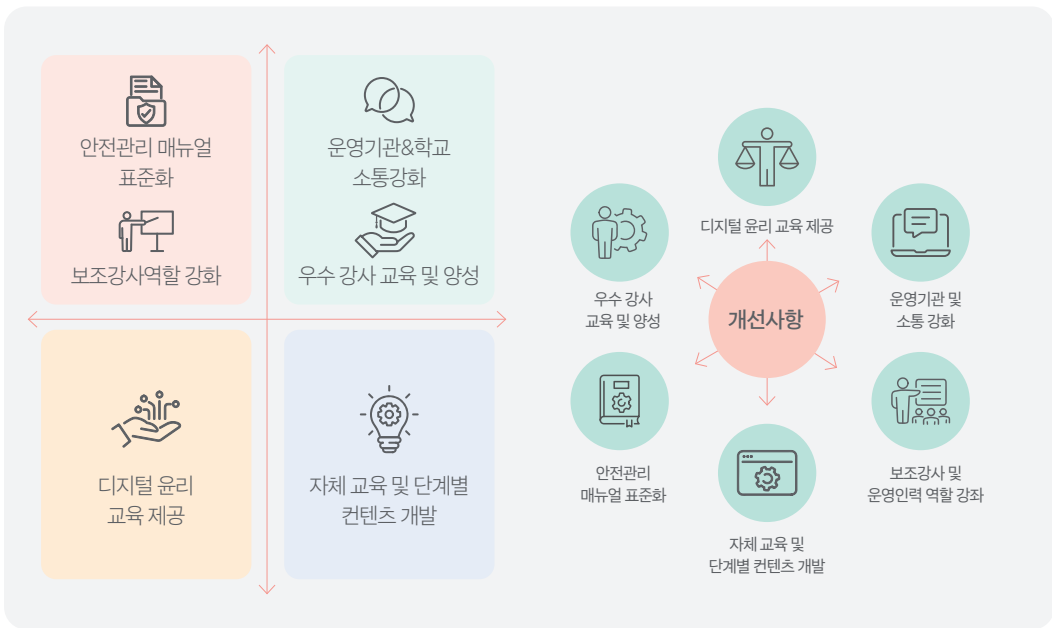 안전관리 매뉴얼
표준화
보조강사역할 강화
운영기관&학교
소통강화
우수 강사 교육 및 양성
디지털 윤리
교육 제공
자체 교육 및 단계별
컨텐츠 개발
개선사항
디지털 윤리 교육 제공
운영기관 및
소통 강화
보조강사 및
운영인력 역할 강좌
자체 교육 및
단계별 컨텐츠 개발
안전관리
매뉴얼 표준화
우수 강사
교육 및 양성